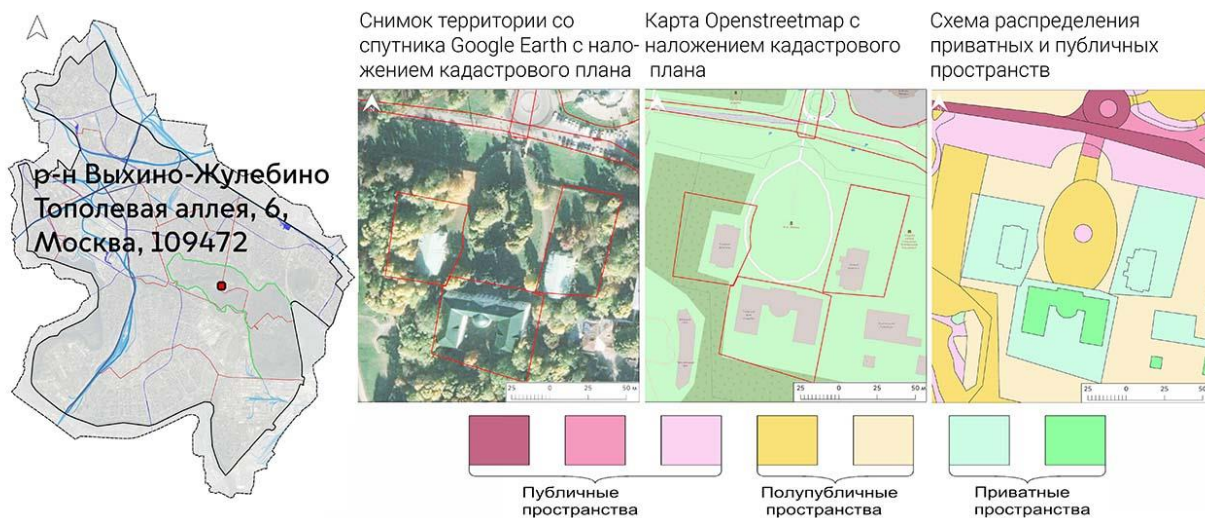 р-н Выхино-Жулебино
Тополевая аллея, 6,
Москва, 109472
Снимок территории со
спутника Google Earth с нало-
жением кадастрового плана
Карта Openstreetmap с
наложением кадастрового
плана
Схема распределения
приватных и публичных
пространств
25 0 25 50 м
25 0 25 50 м
25 0 25 50 м
Публичные
пространства
Полупубличные
пространства
Приватные
пространства